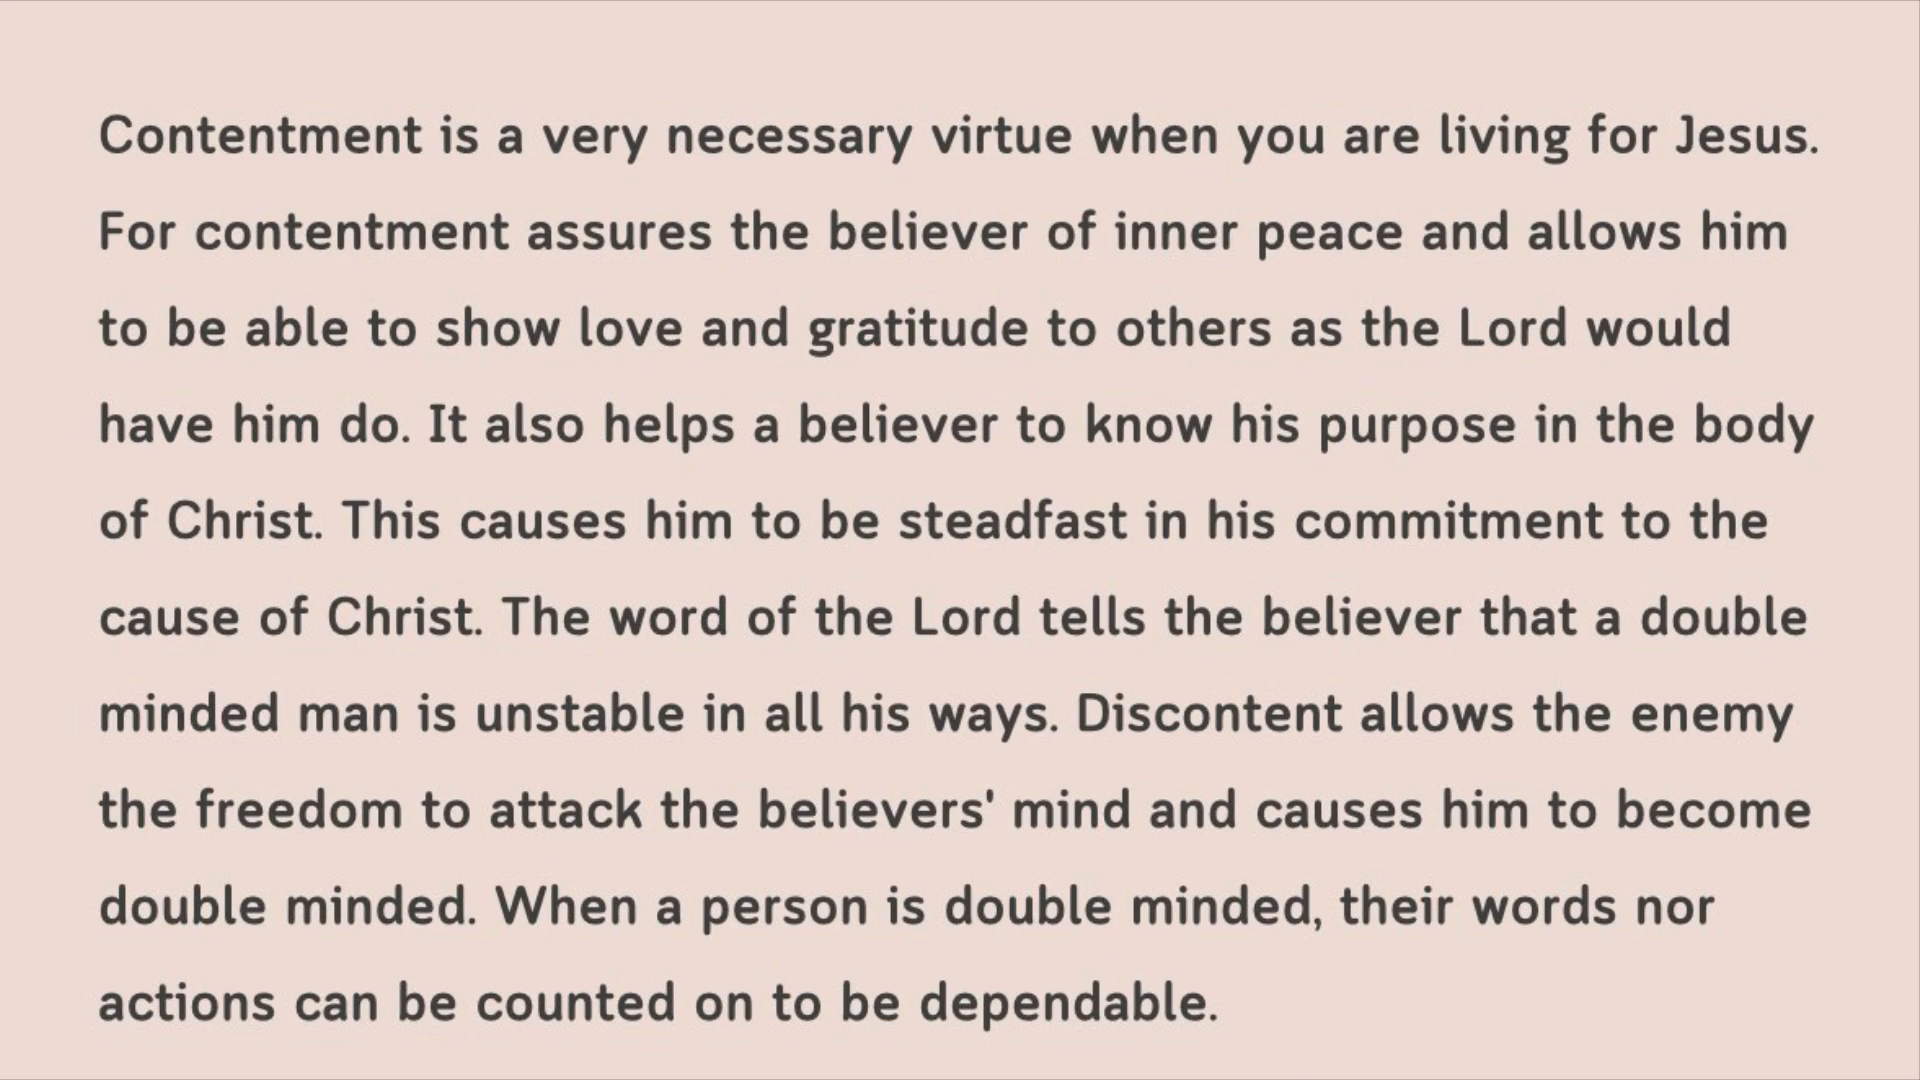 Contentment is a very necessary virtue when you are living for Jesus.
For contentment assures the believer of inner peace and allows him
to be able to show love and gratitude to others as the Lord would
have him do. It also helps a believer to know his purpose in the body
of Christ. This causes him to be steadfast in his commitment to the
cause of Christ. The word of the Lord tells the believer that a double
minded man is unstable in all his ways. Discontent allows the enemy
the freedom to attack the believers' mind and causes him to become
double minded. When a person is double minded, their words nor
actions can be counted on to be dependable.